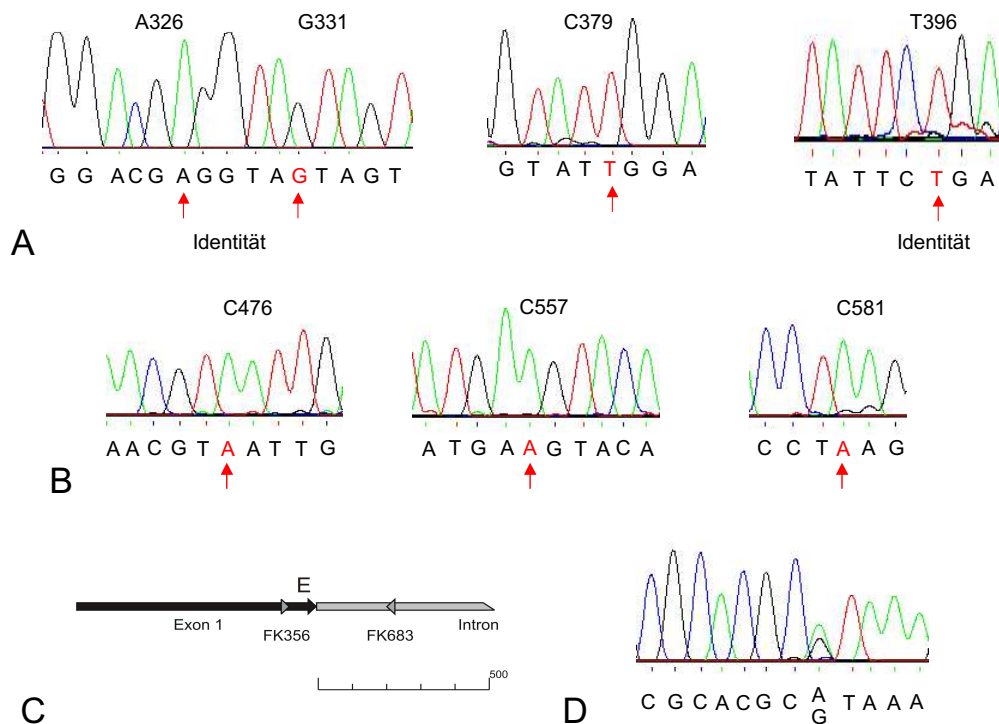 A326 G331 C379 T396
G G A C G A G G T A G T A G T
G T A T T G G A
T A T T C T G A
Identität Identität
A
C476 C557 C581
A A C G T A A T T G
A T G A A G T A C A
C C T A A G
B
E
Exon 1 FK356 FK683 Intron
500
C
C G C A C G C A T A A A
G
D